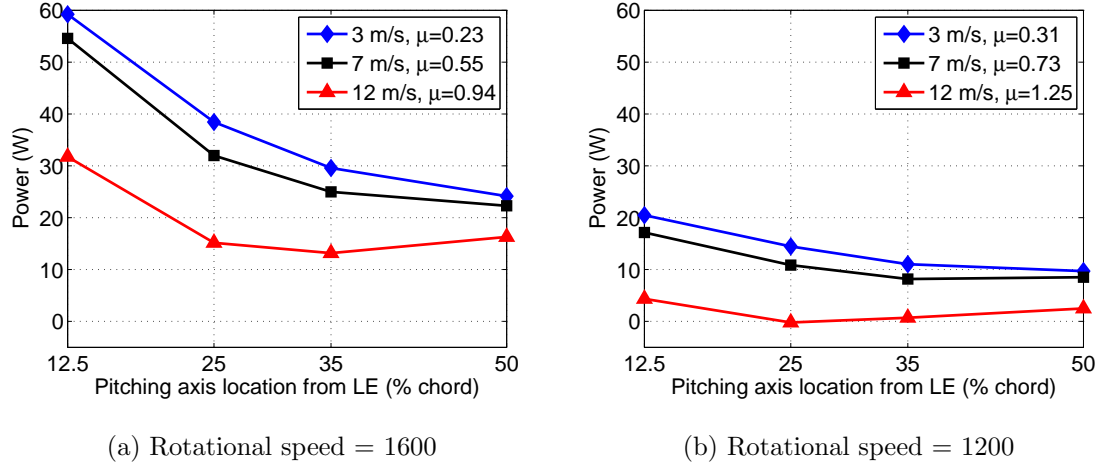 60
50
40
30
20
10
0
Power (W)
3 m/s, μ=0.23
7 m/s, μ=0.55
12 m/s, μ=0.94
12.5 25 35 50
Pitching axis location from LE (% chord)
(a) Rotational speed = 1600
60
50
40
30
20
10
0
Power (W)
3 m/s, μ=0.31
7 m/s, μ=0.73
12 m/s, μ=1.25
12.5 25 35 50
Pitching axis location from LE (% chord)
(b) Rotational speed = 1200